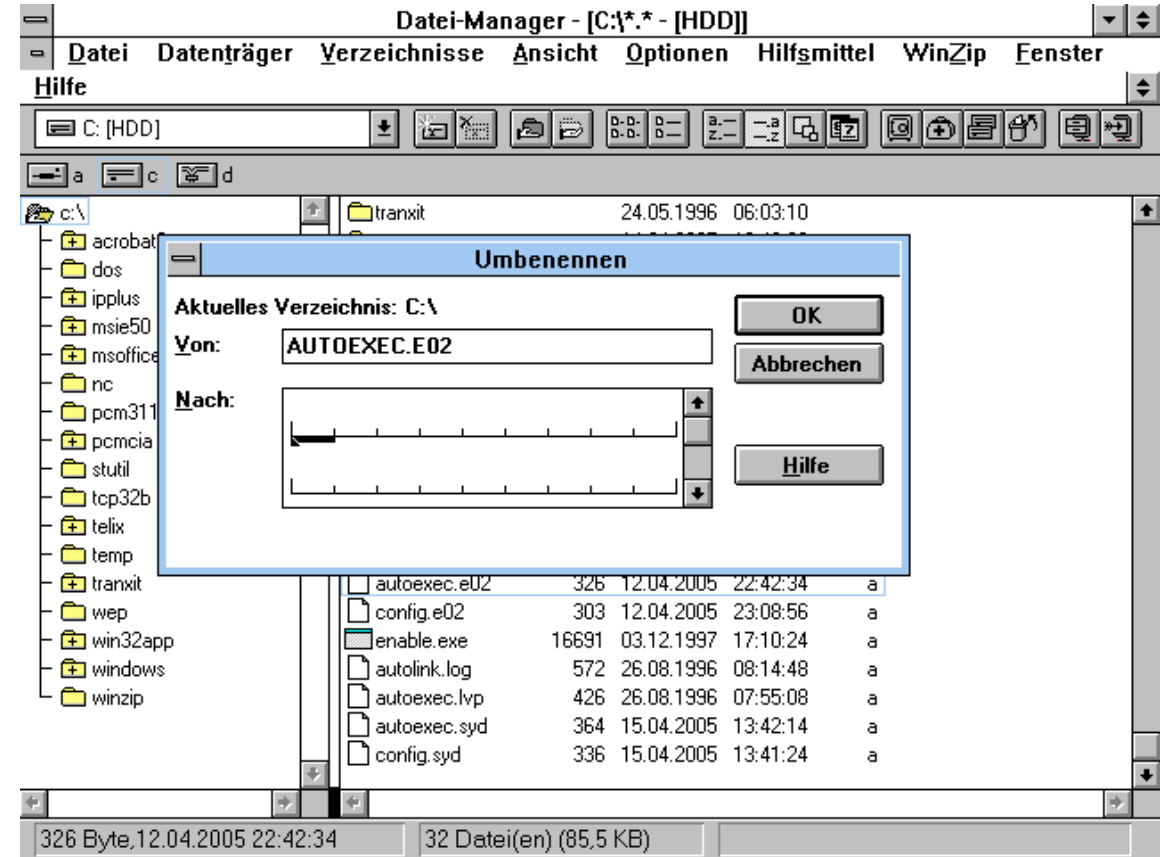 Datei-Manager - [C:\*.* - [HDD]]
Datei Datenträger Verzeichnisse Ansicht Optionen Hilfsmittel WinZip Fenster
Hilfe
C: [HDD]
a c d
c:\
acrobat
dos
ipplus
msie50
msoffice
nc
pcm311
pcmcia
stutil
tcp32b
telix
temp
tranxit
wep
win32app
windows
winzip
tranxit 24.05.1996 06:03:10
Umbenennen
Aktuelles Verzeichnis: C:\
Von: AUTOEXEC.E02
Nach:
OK
Abbrechen
Hilfe
autoexec.e02 326 12.04.2005 22:42:34 a
config.e02 303 12.04.2005 23:08:56 a
enable.exe 16691 03.12.1997 17:10:24 a
autolink.log 572 26.08.1996 08:14:48 a
autoexec.lvp 426 26.08.1996 07:55:08 a
autoexec.syd 364 15.04.2005 13:42:14 a
config.syd 336 15.04.2005 13:41:24 a
326 Byte,12.04.2005 22:42:34 32 Datei(en) (85,5 KB)